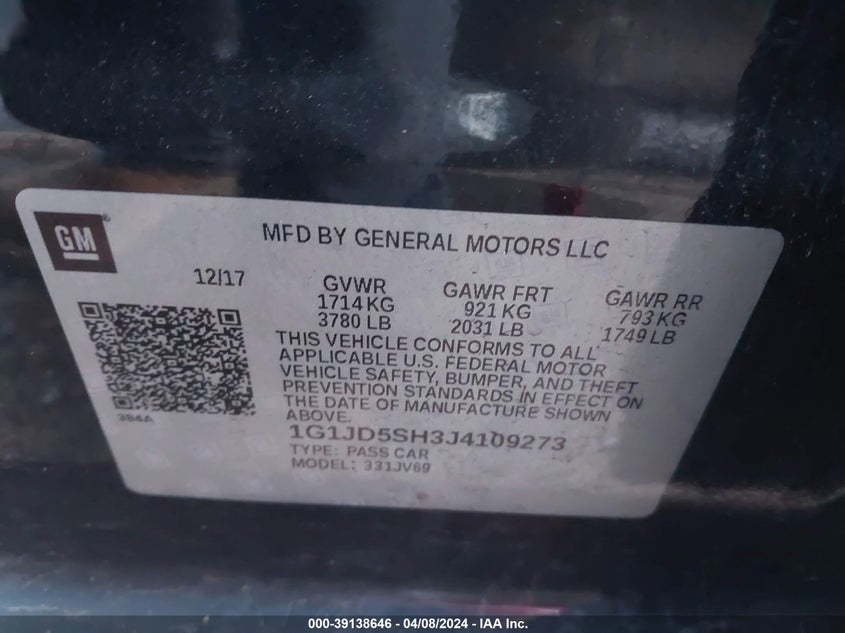 GM
MFD BY GENERAL MOTORS LLC
12/17
GVWR
1714 KG
3780 LB
GAWR FRT
921 KG
2031 LB
GAWR RR
793 KG
1749 LB
THIS VEHICLE CONFORMS TO ALL
APPLICABLE U.S. FEDERAL MOTOR
VEHICLE SAFETY, BUMPER, AND THEFT
PREVENTION STANDARDS IN EFFECT ON
THE DATE OF MANUFACTURE SHOWN
ABOVE.
384A
1G1JD5SH3J4109273
TYPE: PASS CAR
MODEL: 331JV69
000-39138646 - 04/08/2024 - IAA Inc.